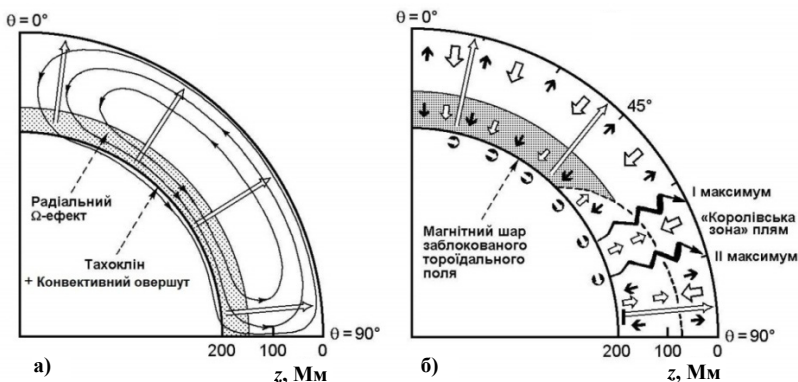 θ = 0°
Радіальний
Ω-ефект
Тахоклін
+ Конвективний овершут
θ = 90°
200 100 0
а)
z, Мм
θ = 0°
45°
I максимум
«Королівська
зона» плям
II максимум
Магнітний шар
заблокованого
тороїдального
поля
θ = 90°
200 100 0
б)
z, Мм